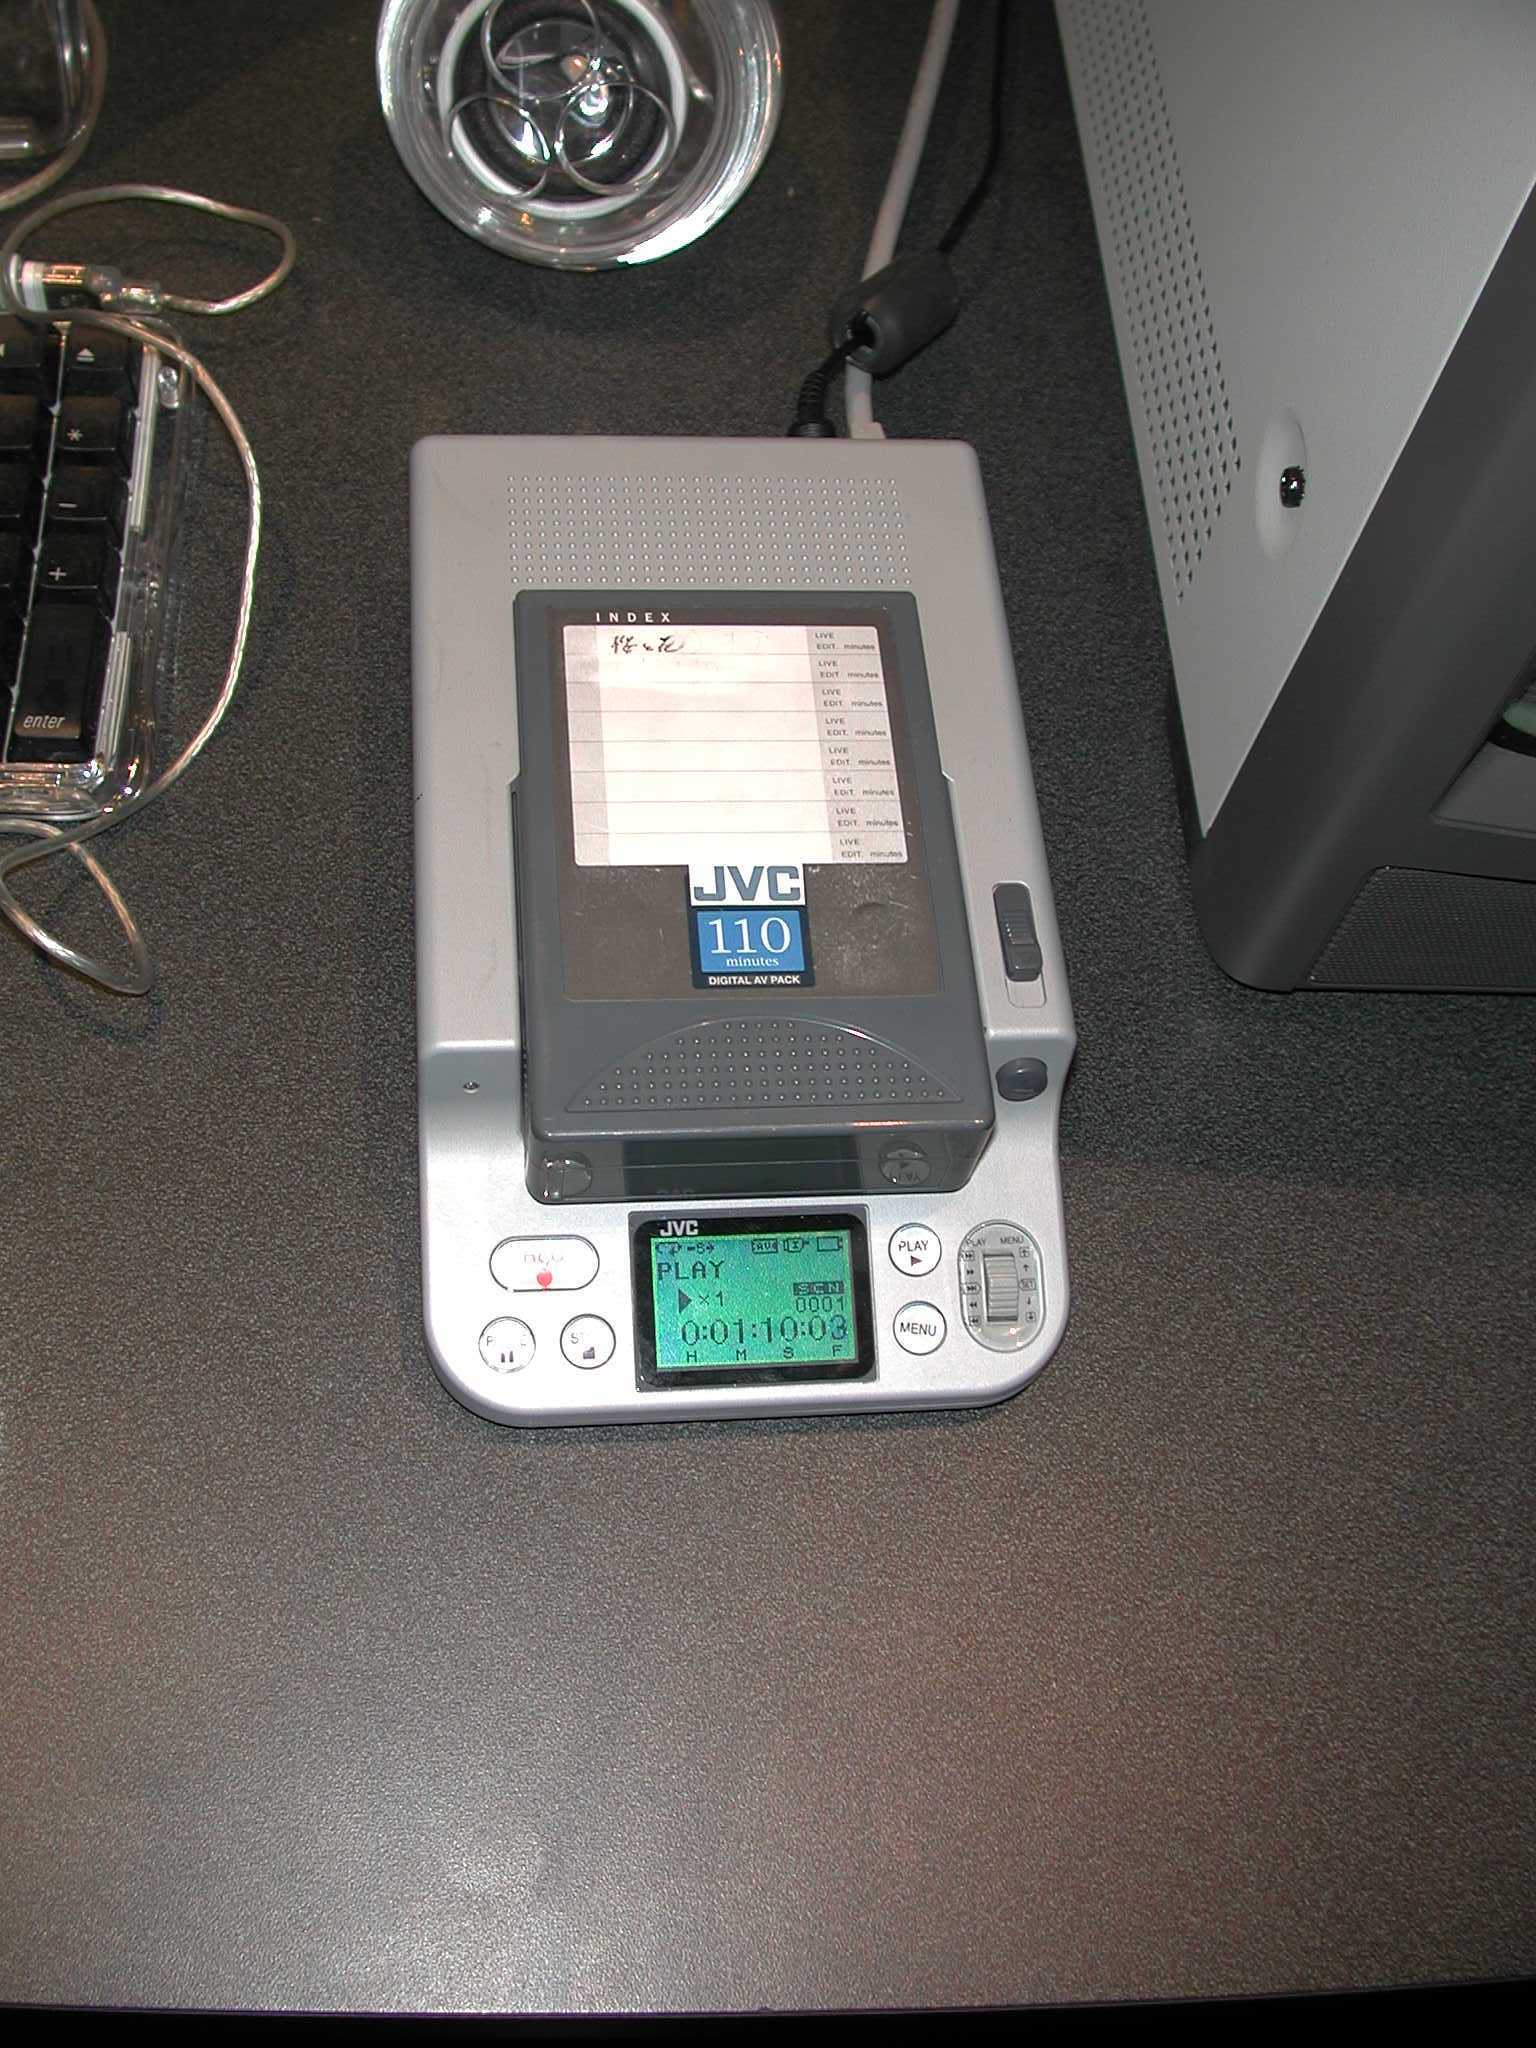 INDEX
LIVE
EDIT. minutes
LIVE
EDIT. minutes
LIVE
EDIT. minutes
LIVE
EDIT. minutes
LIVE
EDIT. minutes
LIVE
EDIT. minutes
LIVE
EDIT. minutes
LIVE
EDIT. minutes
JVC
110
minutes
DIGITAL AV PACK
*
-
+
enter
JVC
PLAY
×1
SCN
0001
0:01:10:03
H M S F
PLAY
MENU
PLAY MENU
SET